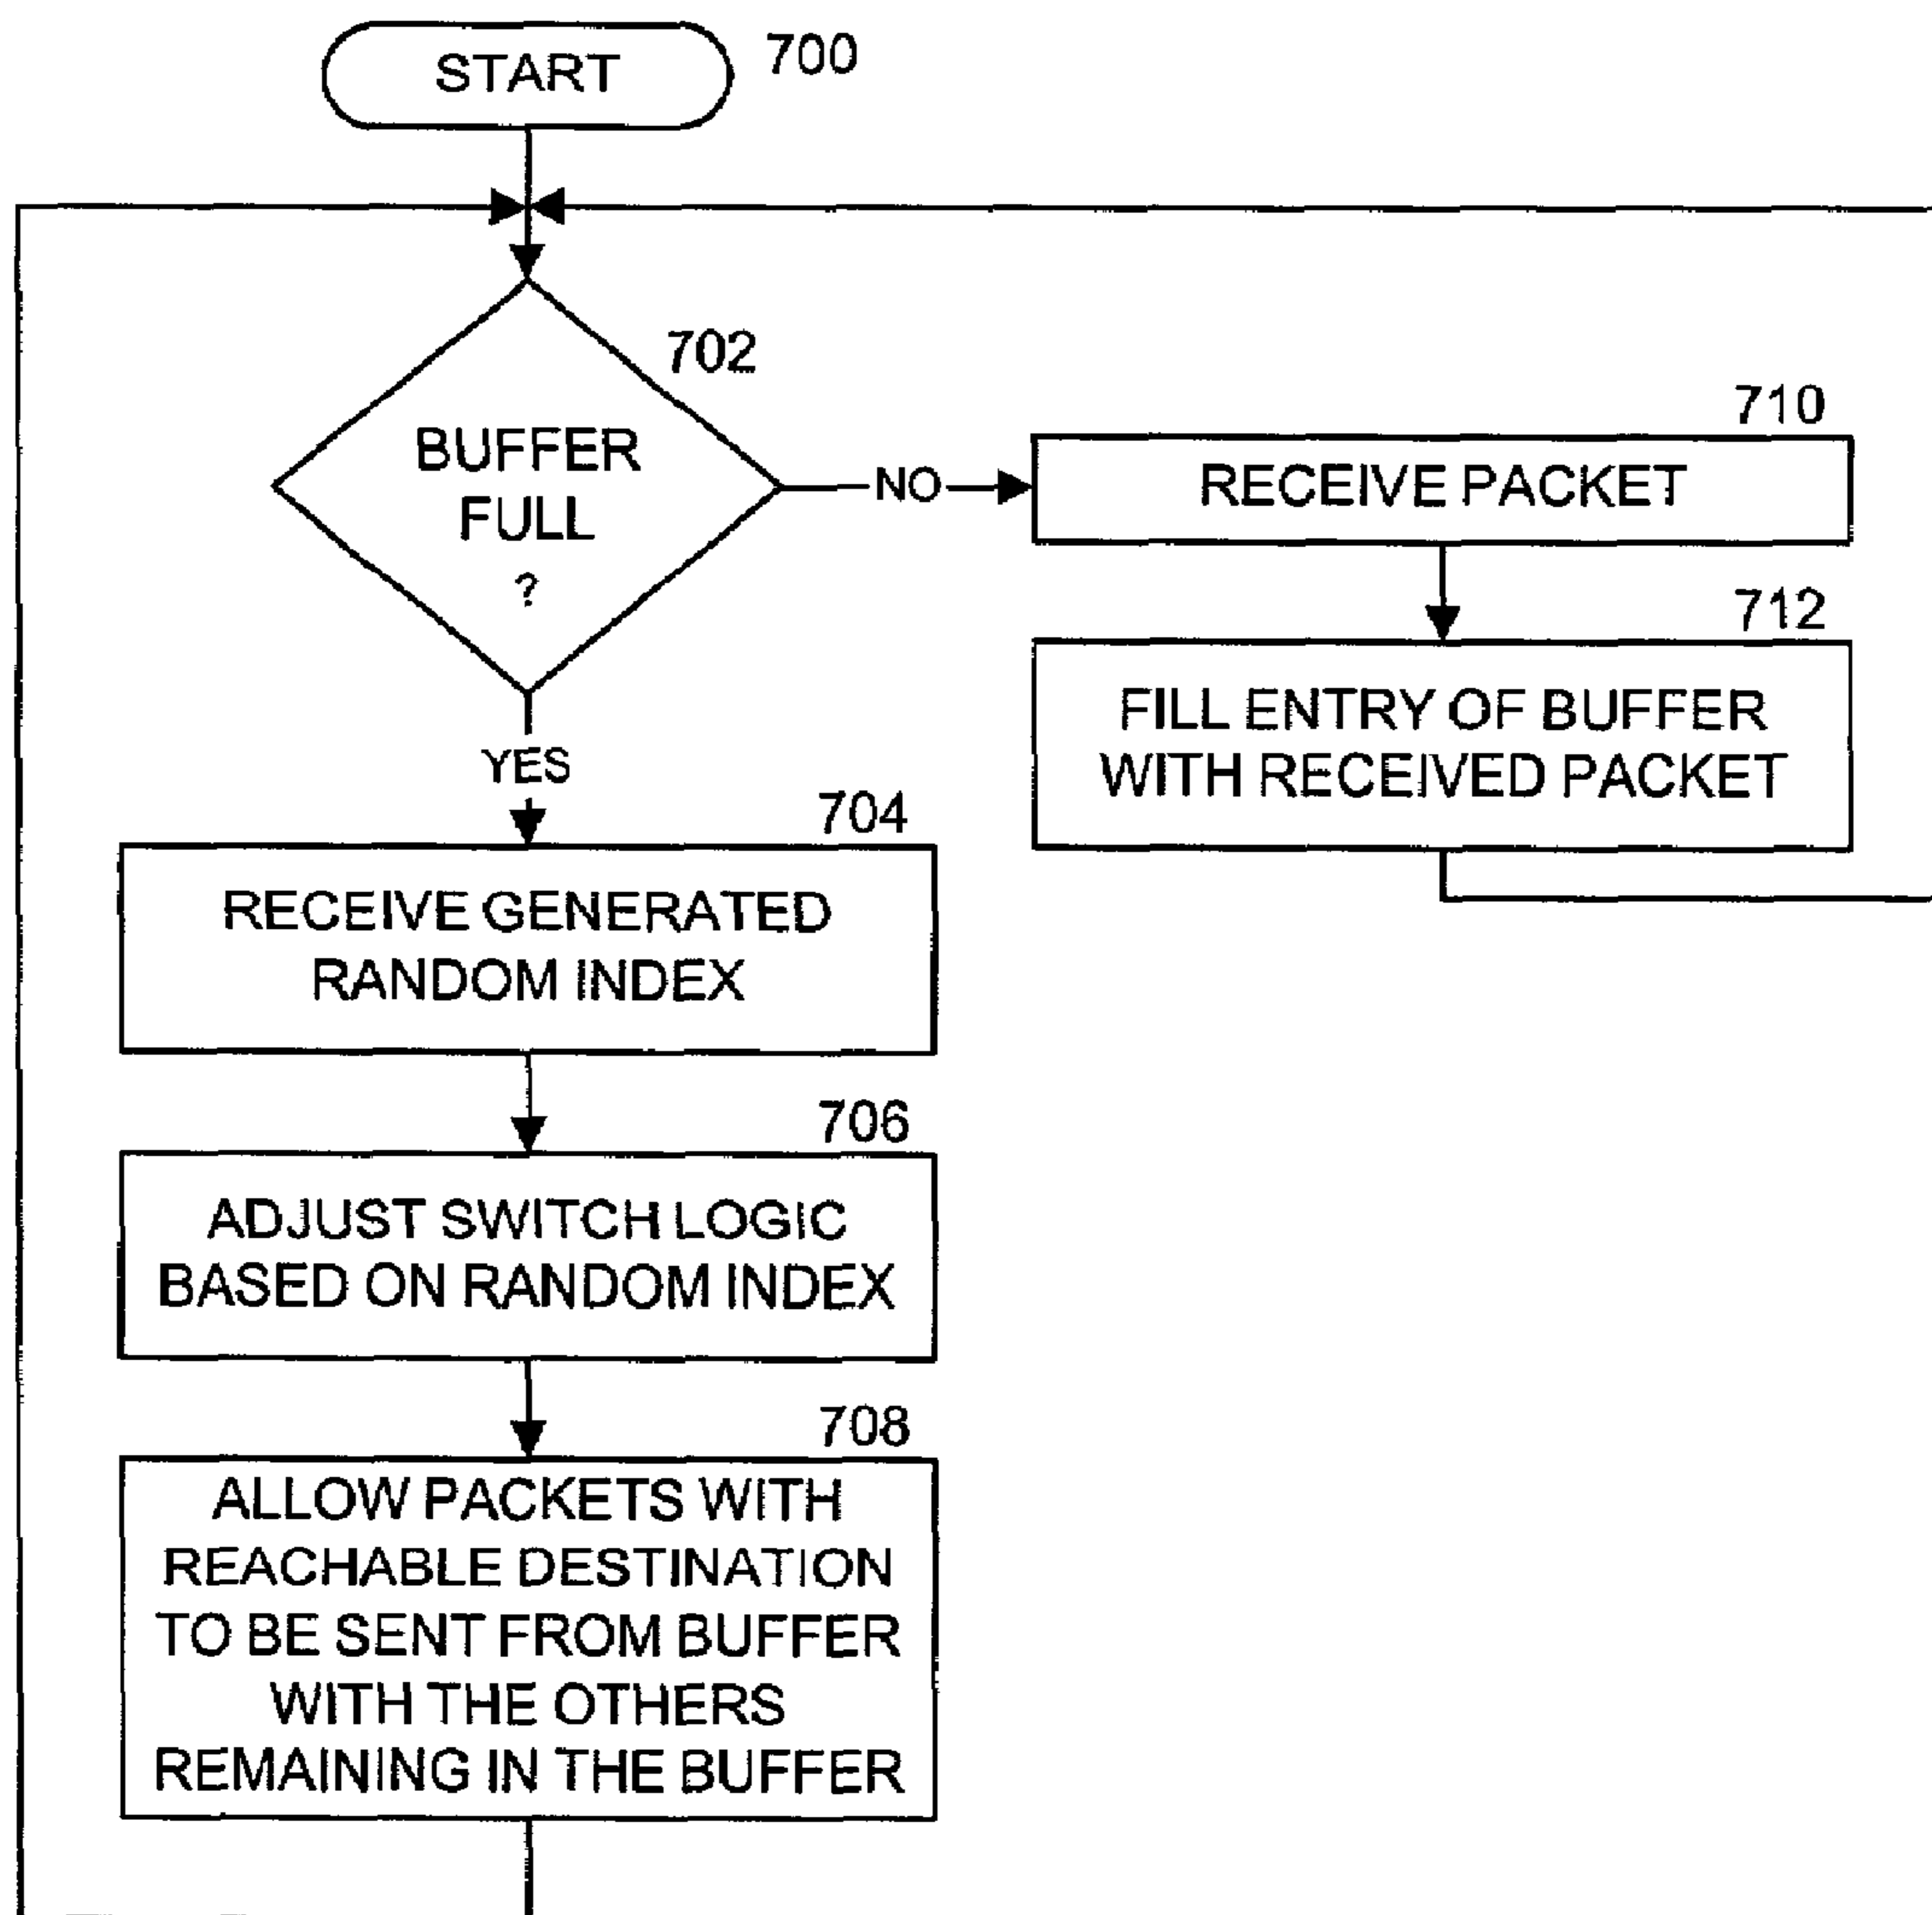 START
700
702
BUFFER
FULL
?
NO
710
RECEIVE PACKET
712
FILL ENTRY OF BUFFER
WITH RECEIVED PACKET
YES
704
RECEIVE GENERATED
RANDOM INDEX
706
ADJUST SWITCH LOGIC
BASED ON RANDOM INDEX
708
ALLOW PACKETS WITH
REACHABLE DESTINATION
TO BE SENT FROM BUFFER
WITH THE OTHERS
REMAINING IN THE BUFFER